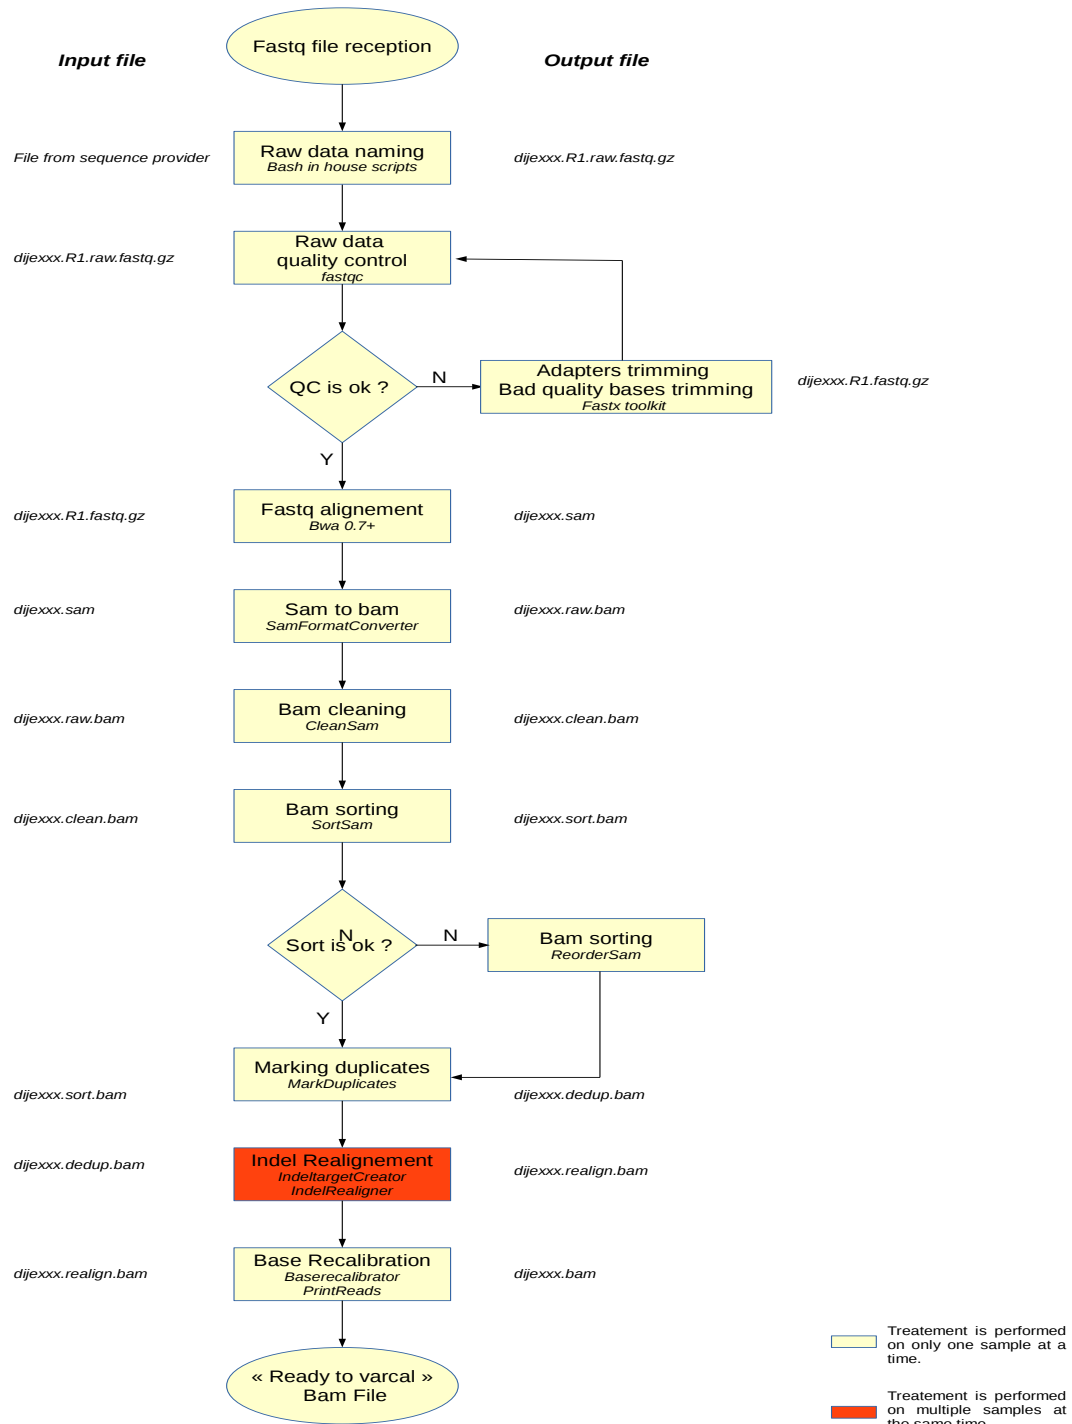 Fastq file reception
Input file
Output file
File from sequence provider
Raw data naming
Bash in house scripts
dijexxx.R1.raw.fastq.gz
dijexxx.R1.raw.fastq.gz
Raw data
quality control
fastqc
QC is ok ?
N
Adapters trimming
Bad quality bases trimming
Fastx toolkit
dijexxx.R1.fastq.gz
Y
dijexxx.R1.fastq.gz
Fastq alignement
Bwa 0.7+
dijexxx.sam
dijexxx.sam
Sam to bam
SamFormatConverter
dijexxx.raw.bam
dijexxx.raw.bam
Bam cleaning
CleanSam
dijexxx.clean.bam
dijexxx.clean.bam
Bam sorting
SortSam
dijexxx.sort.bam
N
Sort is ok ?
N
Bam sorting
ReorderSam
Y
Marking duplicates
MarkDuplicates
dijexxx.sort.bam
dijexxx.dedup.bam
dijexxx.dedup.bam
Indel Realignement
IndeltargetCreator
IndelRealigner
dijexxx.realign.bam
dijexxx.realign.bam
Base Recalibration
Baserecalibrator
PrintReads
dijexxx.bam
« Ready to varcal »
Bam File
Treatement is performed
on only one sample at a
time.
Treatement is performed
on multiple samples at
the same time